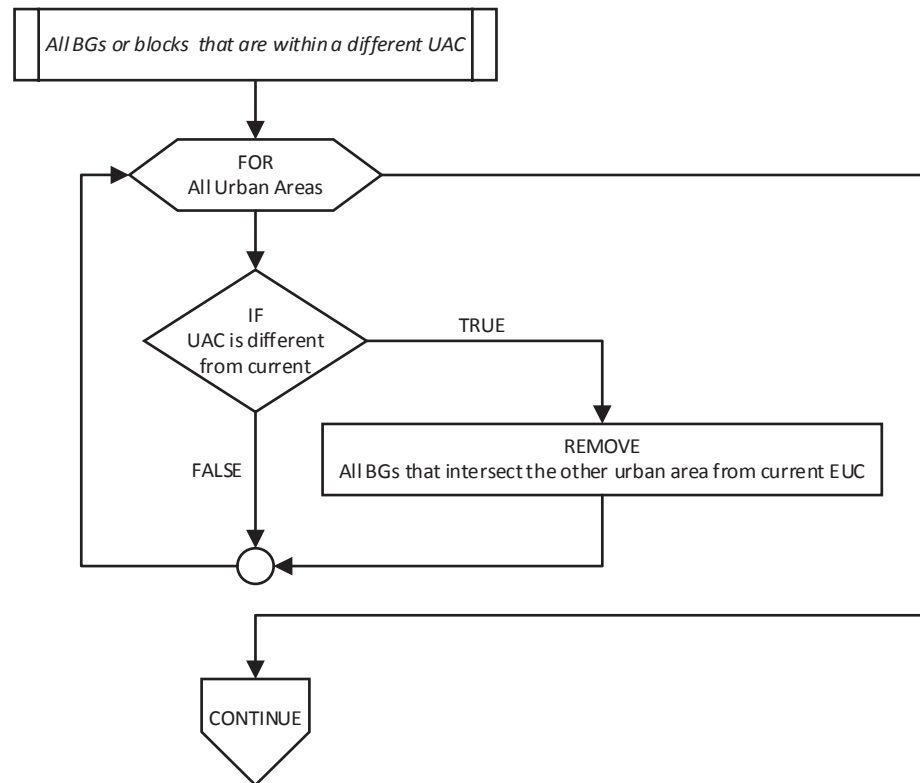 All BGs or blocks that are within a different UAC
FOR
All Urban Areas
IF
UAC is different
from current
TRUE
FALSE
REMOVE
All BGs that intersect the other urban area from current EUC
CONTINUE